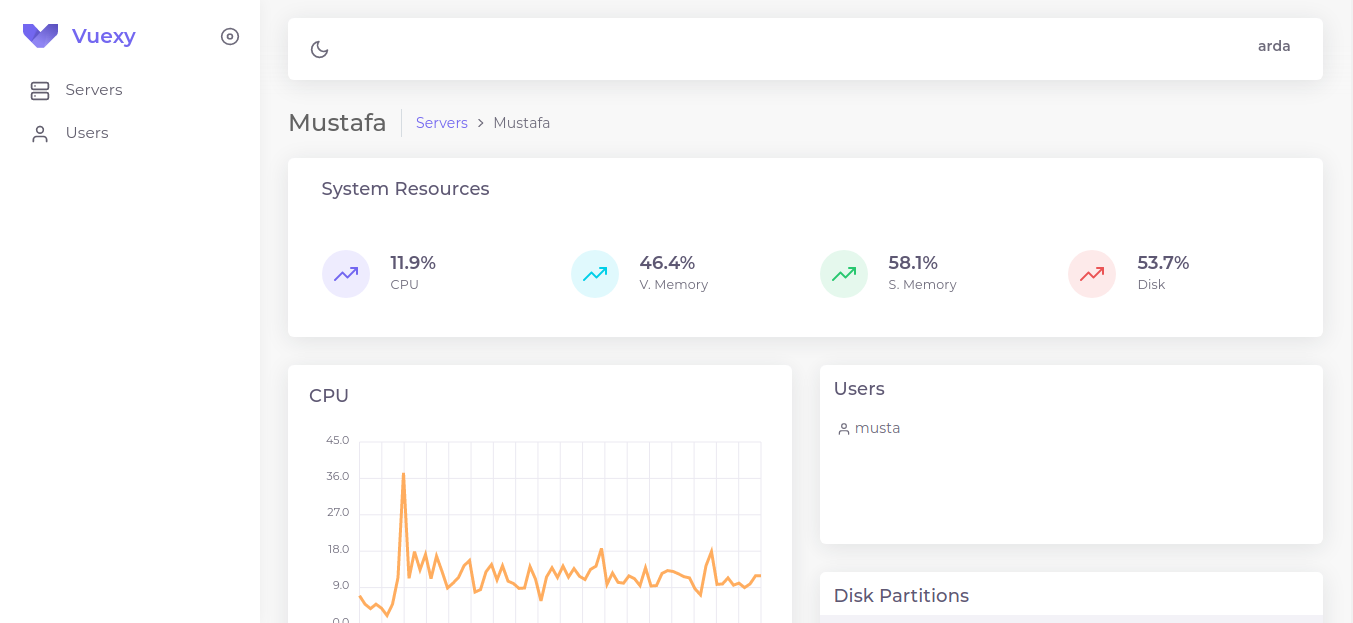 Vuexy
Servers
Users
arda
Mustafa
Servers > Mustafa
System Resources
11.9%
CPU
46.4%
V. Memory
58.1%
S. Memory
53.7%
Disk
CPU
45.0
36.0
27.0
18.0
9.0
0.0
Users
musta
Disk Partitions